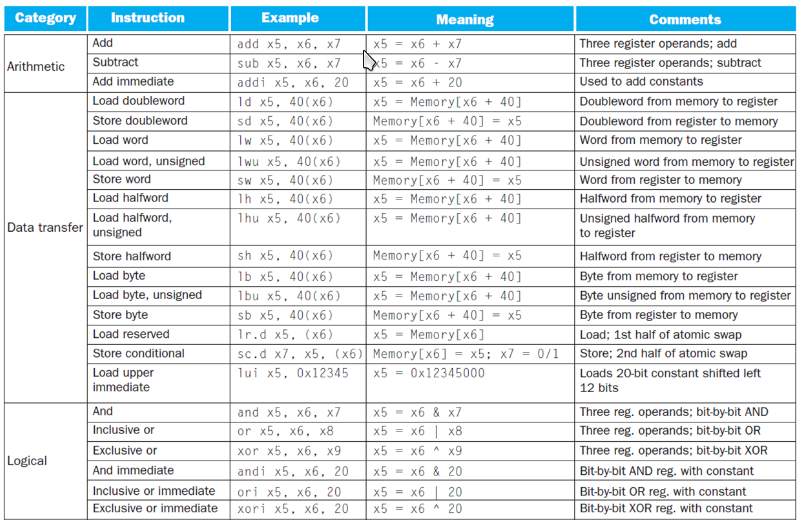 Category Instruction Example Meaning Comments
Arithmetic
Add add x5, x6, x7 x5 = x6 + x7 Three register operands; add
Subtract sub x5, x6, x7 x5 = x6 - x7 Three register operands; subtract
Add immediate addi x5, x6, 20 x5 = x6 + 20 Used to add constants
Data transfer
Load doubleword ld x5, 40(x6) x5 = Memory[x6 + 40] Doubleword from memory to register
Store doubleword sd x5, 40(x6) Memory[x6 + 40] = x5 Doubleword from register to memory
Load word lw x5, 40(x6) x5 = Memory[x6 + 40] Word from memory to register
Load word, unsigned lwu x5, 40(x6) x5 = Memory[x6 + 40] Unsigned word from memory to register
Store word sw x5, 40(x6) Memory[x6 + 40] = x5 Word from register to memory
Load halfword lh x5, 40(x6) x5 = Memory[x6 + 40] Halfword from memory to register
Load halfword, lhu x5, 40(x6) x5 = Memory[x6 + 40] Unsigned halfword from memory
unsigned to register
Store halfword sh x5, 40(x6) Memory[x6 + 40] = x5 Halfword from register to memory
Load byte lb x5, 40(x6) x5 = Memory[x6 + 40] Byte from memory to register
Load byte, unsigned lbu x5, 40(x6) x5 = Memory[x6 + 40] Byte unsigned from memory to register
Store byte sb x5, 40(x6) Memory[x6 + 40] = x5 Byte from register to memory
Load reserved lr.d x5, (x6) x5 = Memory[x6] Load; 1st half of atomic swap
Store conditional sc.d x7, x5, (x6) Memory[x6] = x5; x7 = 0/1 Store; 2nd half of atomic swap
Load upper lui x5, 0x12345 x5 = 0x12345000 Loads 20-bit constant shifted left
immediate 12 bits
Logical
And and x5, x6, x7 x5 = x6 & x7 Three reg. operands; bit-by-bit AND
Inclusive or or x5, x6, x8 x5 = x6 | x8 Three reg. operands; bit-by-bit OR
Exclusive or xor x5, x6, x9 x5 = x6 ^ x9 Three reg. operands; bit-by-bit XOR
And immediate andi x5, x6, 20 x5 = x6 & 20 Bit-by-bit AND reg. with constant
Inclusive or immediate ori x5, x6, 20 x5 = x6 | 20 Bit-by-bit OR reg. with constant
Exclusive or immediate xori x5, x6, 20 x5 = x6 ^ 20 Bit-by-bit XOR reg. with constant